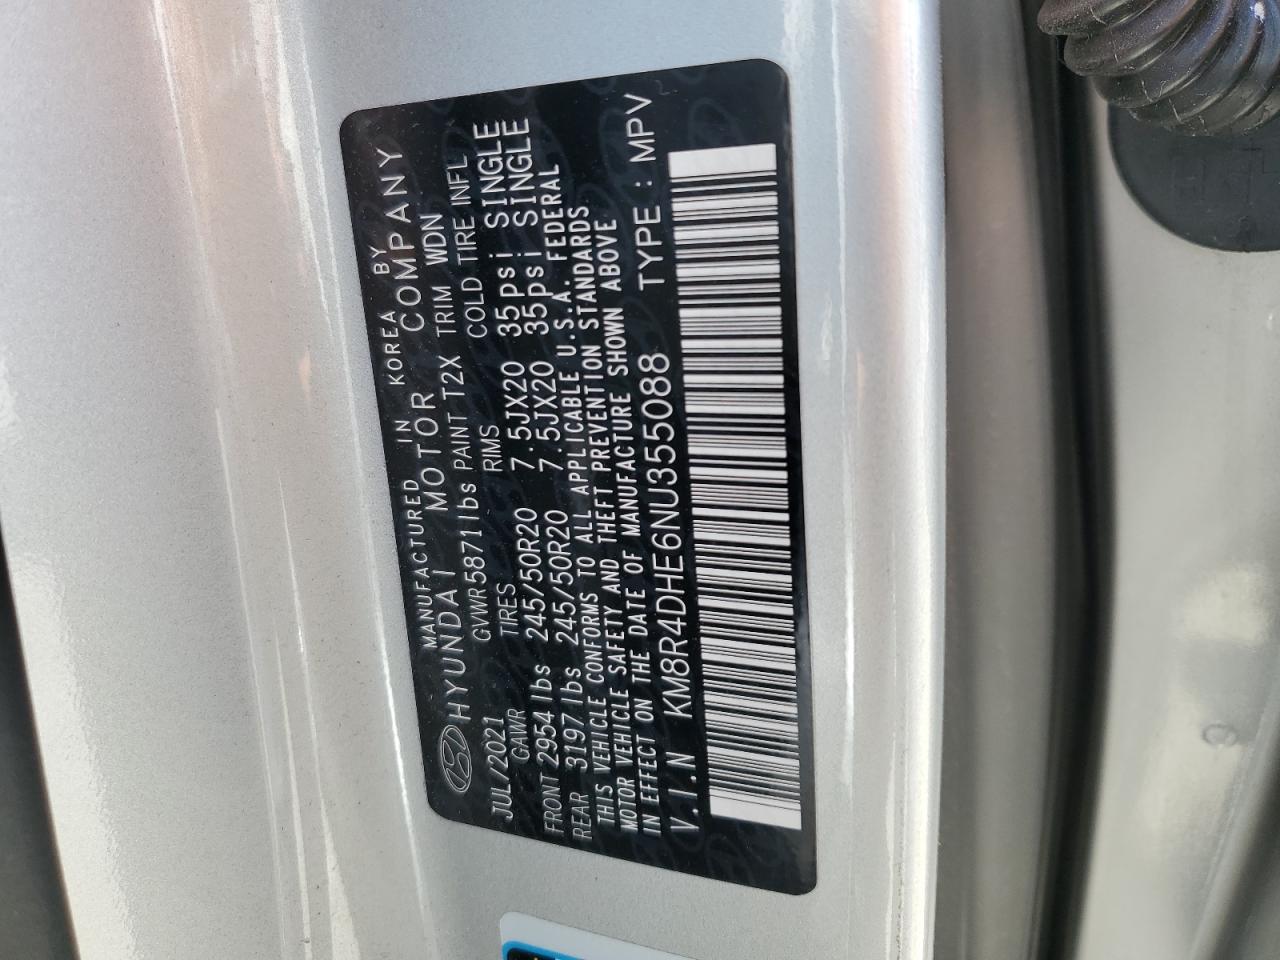 MANUFACTURED IN KOREA BY
HYUNDAI MOTOR COMPANY
JUL/2021 GVWR 5871 lbs PAINT T2X TRIM WDN
GAWR TIRES RIMS COLD TIRE INFL
FRONT 2954 lbs 245/50R20 7.5JX20 35psi SINGLE
REAR 3197 lbs 245/50R20 7.5JX20 35psi SINGLE
THIS VEHICLE CONFORMS TO ALL APPLICABLE U.S.A. FEDERAL
MOTOR VEHICLE SAFETY AND THEFT PREVENTION STANDARDS
IN EFFECT ON THE DATE OF MANUFACTURE SHOWN ABOVE
V.I.N KM8R4DHE6NU355088 TYPE : MPV